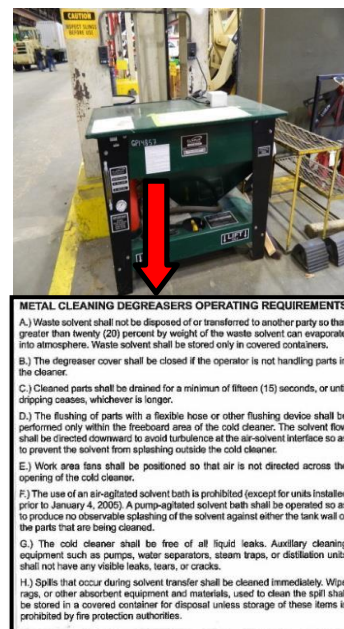 CAUTION
INSPECT SLINGS
BEFORE USE
LIFT
METAL CLEANING DEGREASERS OPERATING REQUIREMENTS
A.) Waste solvent shall not be disposed of or transferred to another party so that
greater than twenty (20) percent by weight of the waste solvent can evaporate
into atmosphere. Waste solvent shall be stored only in covered containers.
B.) The degreaser cover shall be closed if the operator is not handling parts in
the cleaner.
C.) Cleaned parts shall be drained for a minimun of fifteen (15) seconds, or until
dripping ceases, whichever is longer.
D.) The flushing of parts with a flexible hose or other flushing device shall be
performed only within the freeboard area of the cold cleaner. The solvent flow
shall be directed downward to avoid turbulence at the air-solvent interface so as
to prevent the solvent from splashing outside the cold cleaner.
E.) Work area fans shall be positioned so that air is not directed across the
opening of the cold cleaner.
F.) The use of an air-agitated solvent bath is prohibited (except for units installed
prior to January 4, 2005). A pump-agitated solvent bath shall be operated so as
to produce no observable splashing of the solvent against either the tank wall or
the parts that are being cleaned.
G.) The cold cleaner shall be free of all liquid leaks. Auxillary cleaning
equipment such as pumps, water separators, steam traps, or distillation units
shall not have any visible leaks, tears, or cracks.
H.) Spills that occur during solvent transfer shall be cleaned immediately. Wipe
rags, or other absorbent equipment and materials, used to clean the spill shall
be stored in a covered container for disposal unless storage of these items is
prohibited by fire protection authorities.